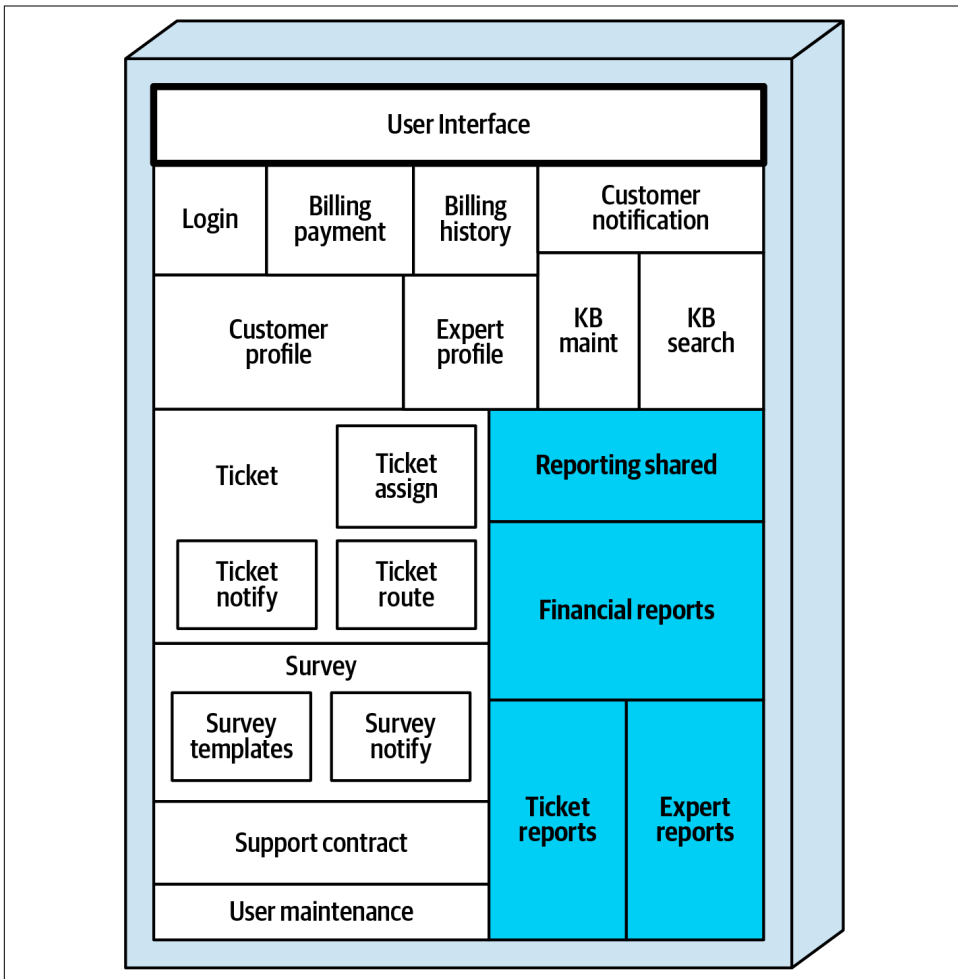 User Interface
Login
Billing
payment
Billing
history
Customer
notification
Customer
profile
Expert
profile
KB
maint
KB
search
Ticket
Ticket
assign
Ticket
notify
Ticket
route
Reporting shared
Financial reports
Survey
Survey
templates
Survey
notify
Ticket
reports
Expert
reports
Support contract
User maintenance